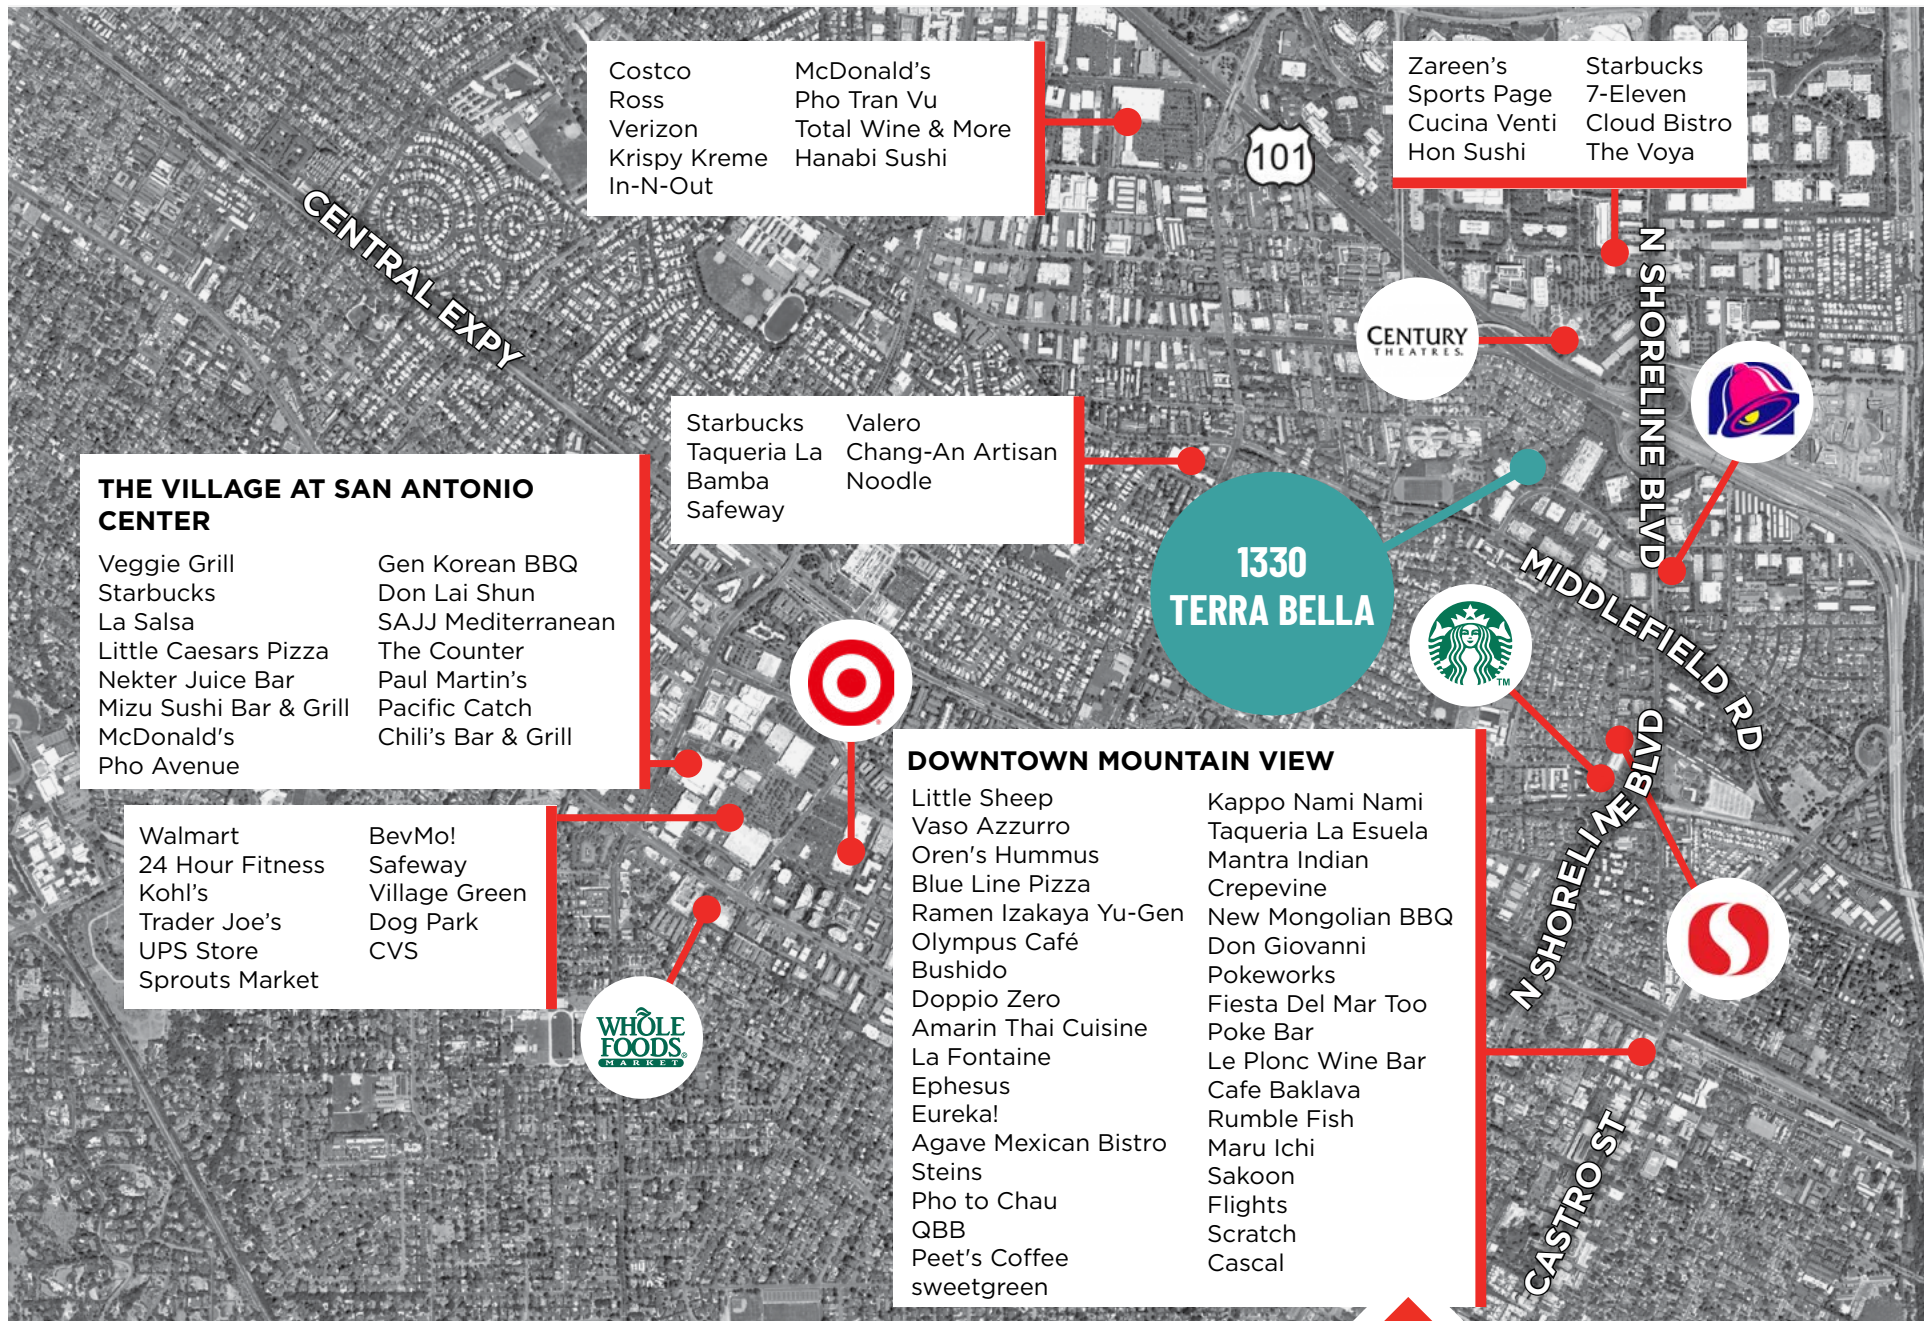 Costco
Ross
Verizon
Krispy Kreme
In-N-Out
McDonald’s
Pho Tran Vu
Total Wine & More
Hanabi Sushi
101
Zareen’s
Sports Page
Cucina Venti
Hon Sushi
Starbucks
7-Eleven
Cloud Bistro
The Voya
CENTRAL EXPY
N SHORELINE BLVD
CENTURY
THEATRES.
Starbucks
Taqueria La
Bamba
Safeway
Valero
Chang-An Artisan
Noodle
THE VILLAGE AT SAN ANTONIO
CENTER
Veggie Grill
Starbucks
La Salsa
Little Caesars Pizza
Nekter Juice Bar
Mizu Sushi Bar & Grill
McDonald's
Pho Avenue
Gen Korean BBQ
Don Lai Shun
SAJJ Mediterranean
The Counter
Paul Martin’s
Pacific Catch
Chili’s Bar & Grill
1330
TERRA BELLA
MIDDLEFIELD RD
TM
Walmart
24 Hour Fitness
Kohl’s
Trader Joe’s
UPS Store
Sprouts Market
BevMo!
Safeway
Village Green
Dog Park
CVS
WHOLE
FOODS®
MARKET
DOWNTOWN MOUNTAIN VIEW
Little Sheep
Vaso Azzurro
Oren's Hummus
Blue Line Pizza
Ramen Izakaya Yu-Gen
Olympus Café
Bushido
Doppio Zero
Amarin Thai Cuisine
La Fontaine
Ephesus
Eureka!
Agave Mexican Bistro
Steins
Pho to Chau
QBB
Peet's Coffee
sweetgreen
Kappo Nami Nami
Taqueria La Esuela
Mantra Indian
Crepevine
New Mongolian BBQ
Don Giovanni
Pokeworks
Fiesta Del Mar Too
Poke Bar
Le Plonc Wine Bar
Cafe Baklava
Rumble Fish
Maru Ichi
Sakoon
Flights
Scratch
Cascal
N SHORELINE BLVD
CASTRO ST